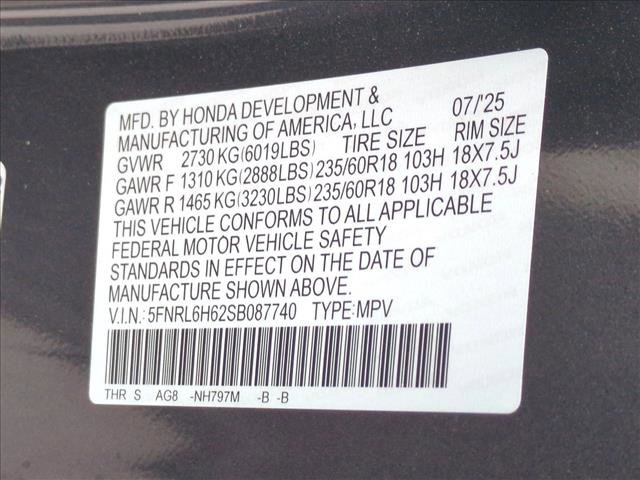 MFD. BY HONDA DEVELOPMENT &
MANUFACTURING OF AMERICA, LLC 07/'25
GVWR 2730 KG(6019LBS) TIRE SIZE RIM SIZE
GAWR F 1310 KG(2888LBS) 235/60R18 103H 18X7.5J
GAWR R 1465 KG(3230LBS) 235/60R18 103H 18X7.5J
THIS VEHICLE CONFORMS TO ALL APPLICABLE
FEDERAL MOTOR VEHICLE SAFETY
STANDARDS IN EFFECT ON THE DATE OF
MANUFACTURE SHOWN ABOVE.
V.I.N.: 5FNRL6H62SB087740 TYPE: MPV
THR S AG8 -NH797M -B -B